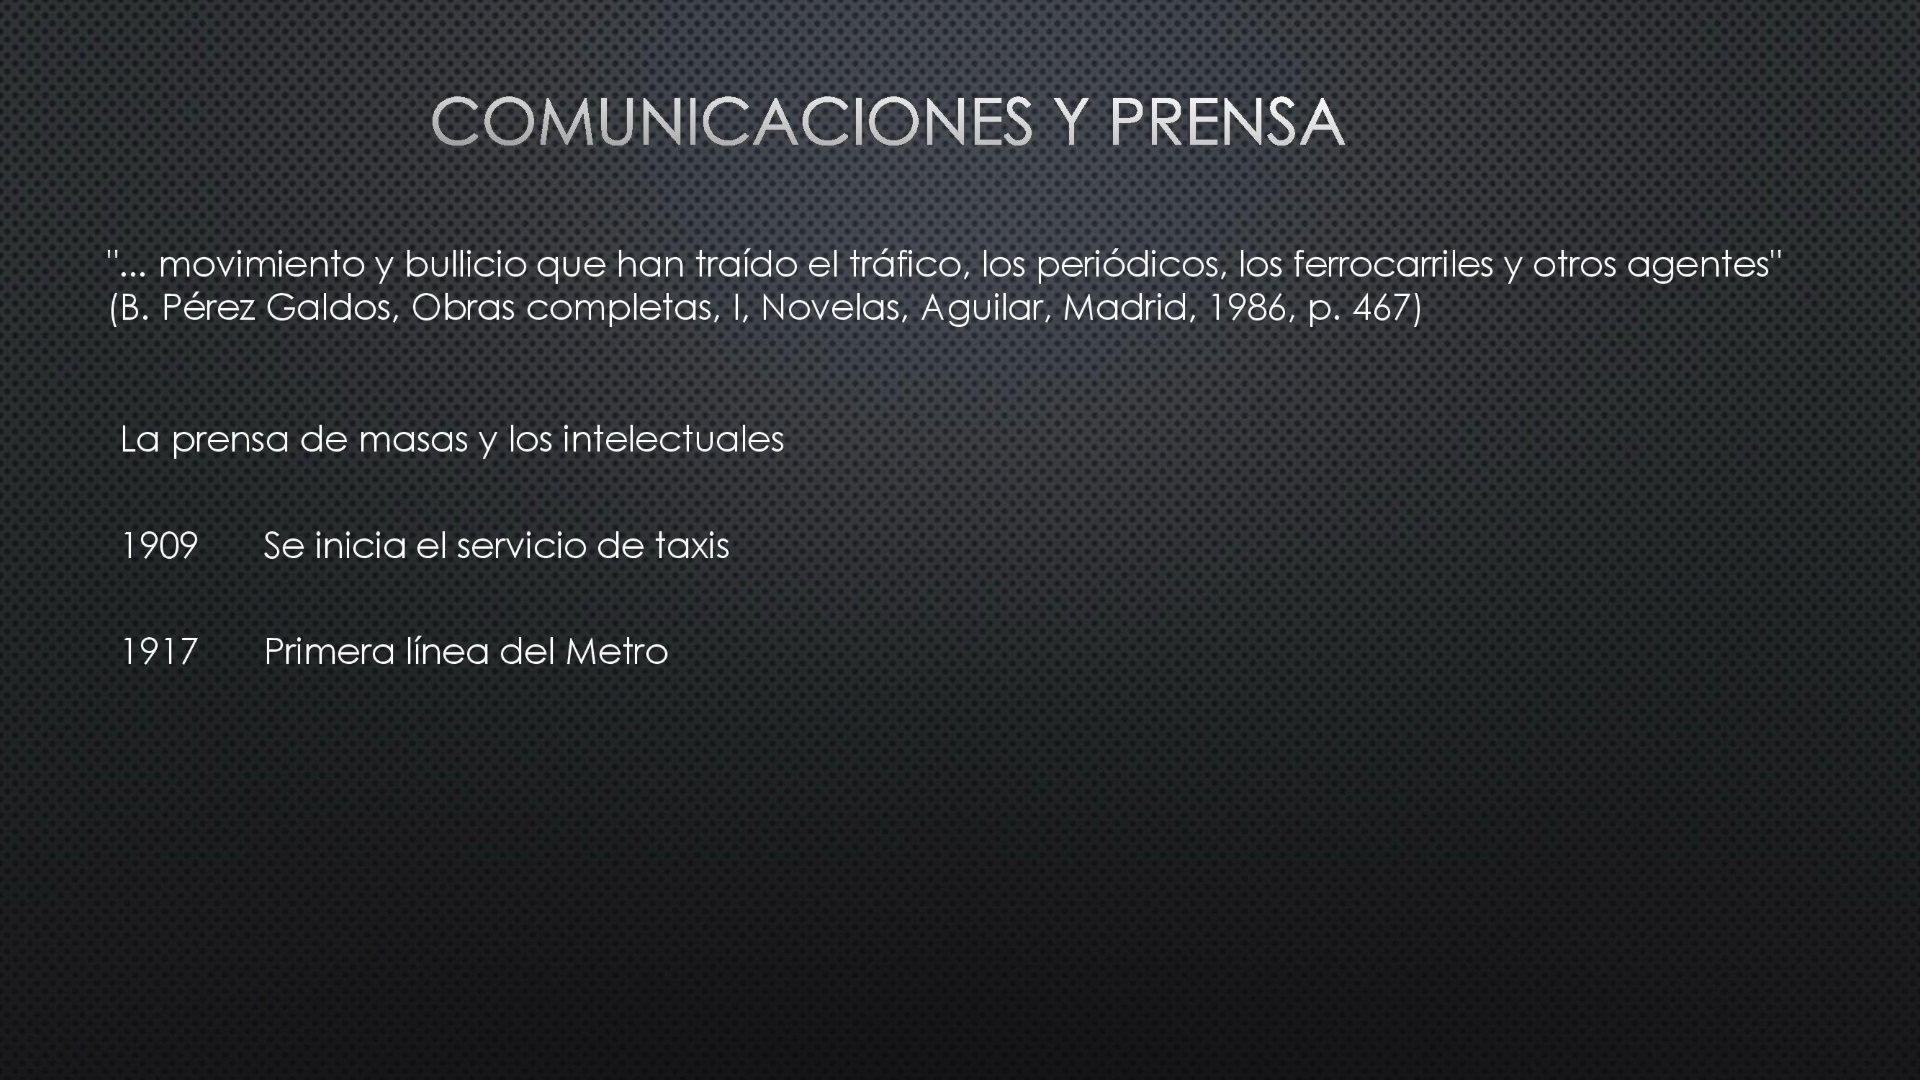 COMUNICACIONES Y PRENSA
"... movimiento y bullicio que han traído el tráfico, los periódicos, los ferrocarriles y otros agentes"
(B. Pérez Galdos, Obras completas, I, Novelas, Aguilar, Madrid, 1986, p. 467)
La prensa de masas y los intelectuales
1909 Se inicia el servicio de taxis
1917 Primera línea del Metro